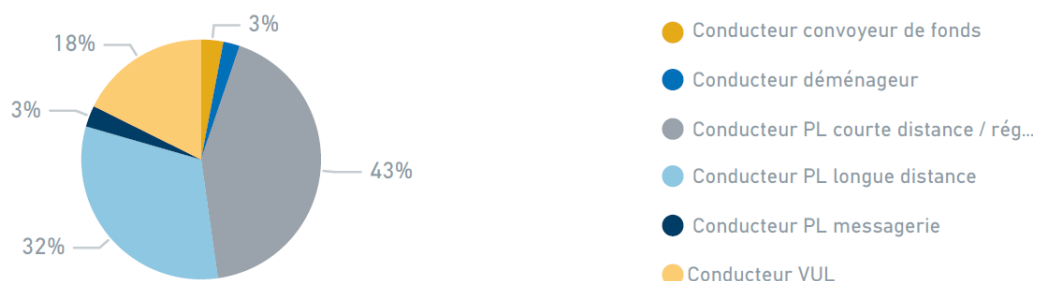 3%
18%
3%
43%
32%
Conducteur convoyeur de fonds
Conducteur déménageur
Conducteur PL courte distance / rég...
Conducteur PL longue distance
Conducteur PL messagerie
Conducteur VUL